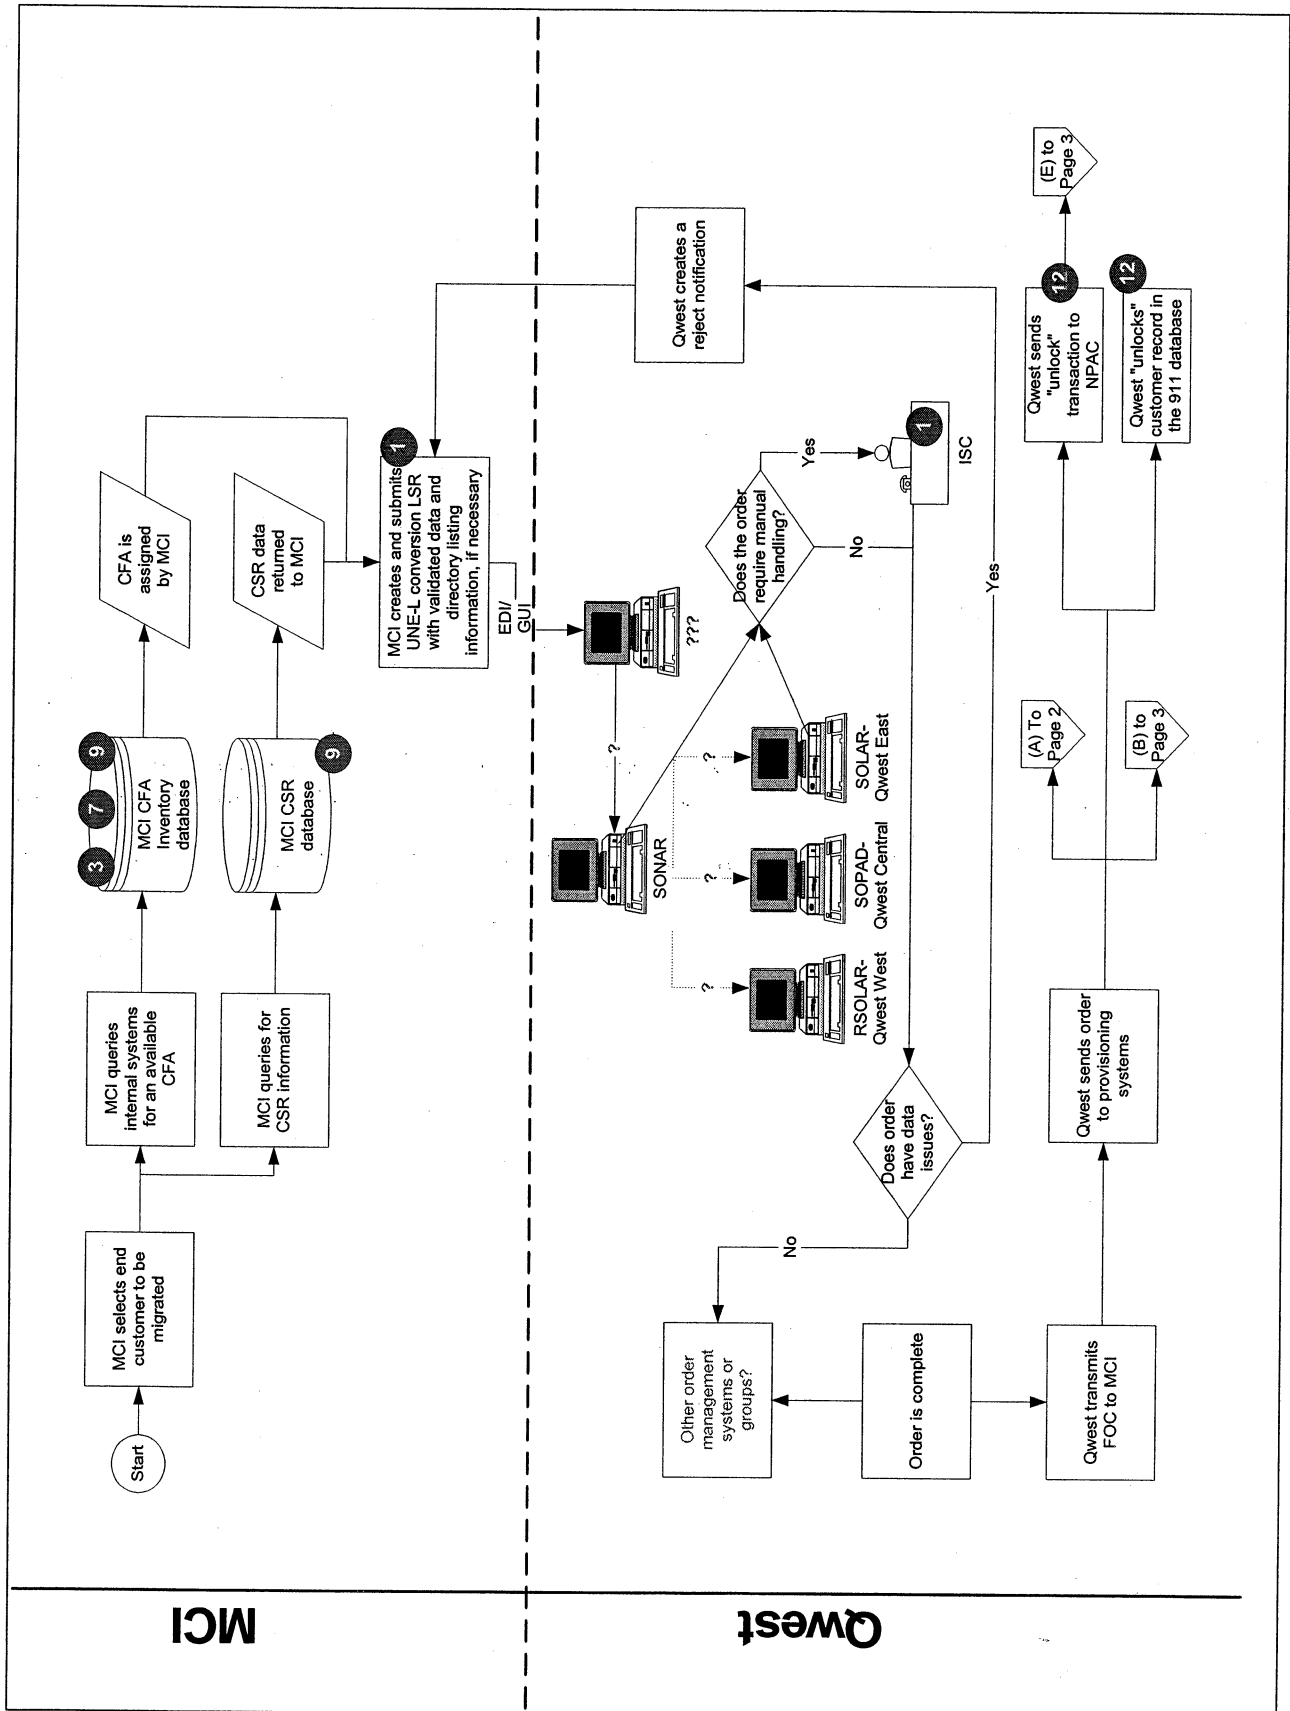 MCI
Start
MCI selects end
customer to be
migrated
MCI queries
internal systems
for an available
CFA
MCI queries for
CSR information
3
7
9
MCI CFA
Inventory
database
9
MCI CSR
database
CFA is
assigned
by MCI
CSR data
returned
to MCI
1
MCI creates and submits
UNE-L conversion LSR
with validated data and
directory listing
information, if necessary
EDI/
GUI
Qwest
???
?
SONAR
?
?
?
?
RSOLAR-
Qwest West
SOPAD-
Qwest Central
SOLAR-
Qwest East
Does the order
require manual
handling?
Yes
No
1
ISC
Qwest creates a
reject notification
Does order
have data
issues?
Yes
No
Other order
management
systems or
groups?
Order is complete
Qwest transmits
FOC to MCI
Qwest sends order
to provisioning
systems
(A) To
Page 2
(B) to
Page 3
Qwest sends
"unlock"
transaction to
NPAC
12
Qwest "unlocks"
customer record in
the 911 database
12
(E) to
Page 3